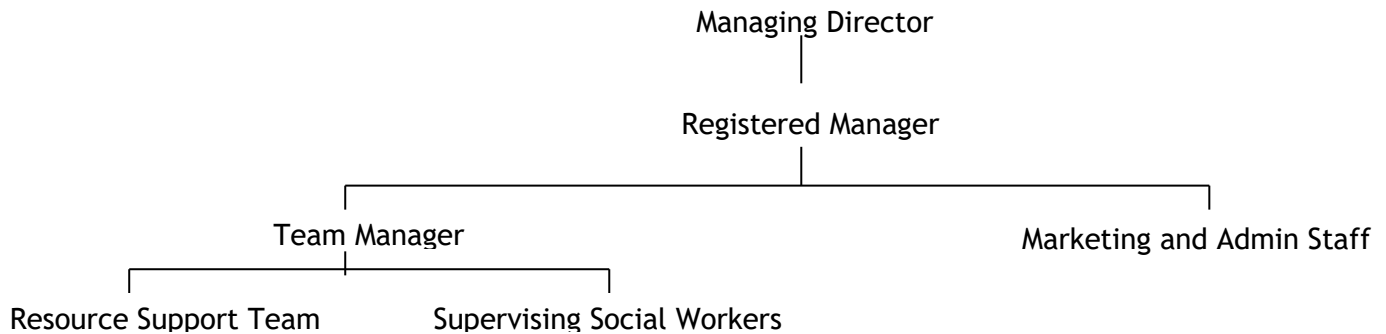 Managing Director
Registered Manager
Team Manager
Marketing and Admin Staff
Resource Support Team
Supervising Social Workers